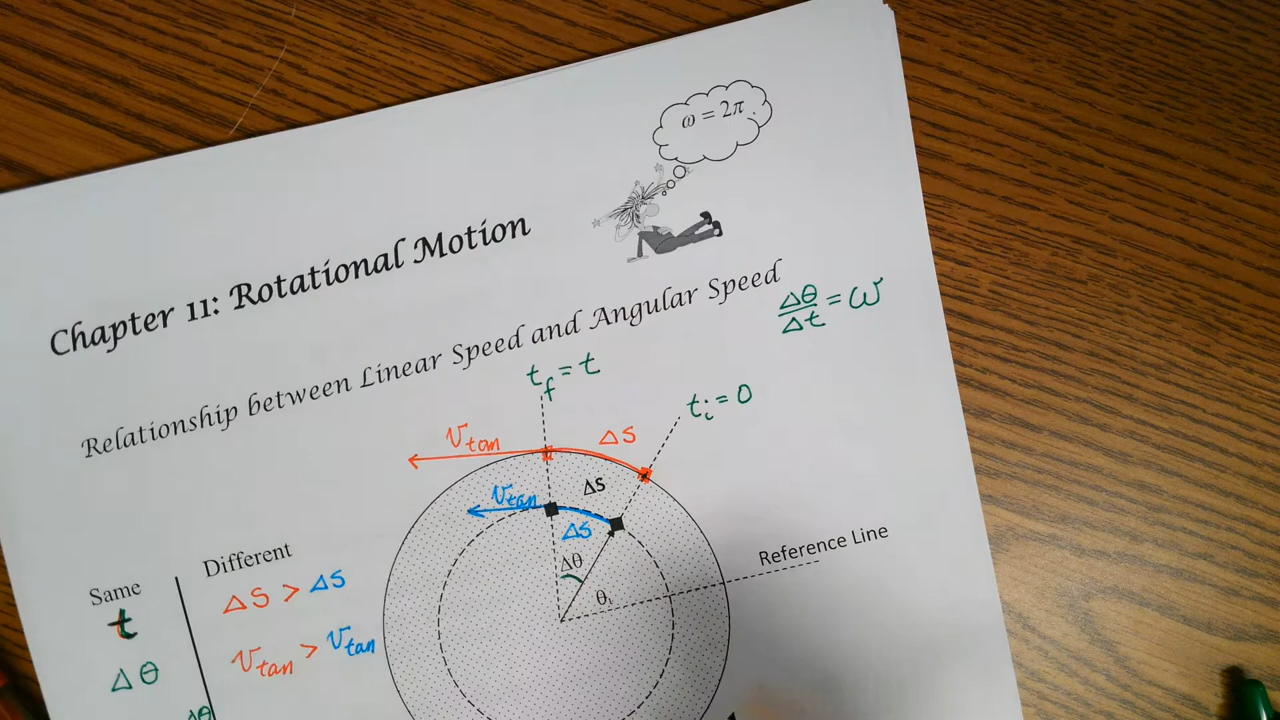 ω = 2π
Chapter 11: Rotational Motion
Relationship between Linear Speed and Angular Speed
Δθ/Δt = ω
t_f = t
t_i = 0
v_tan
ΔS
ΔS
v_tan
ΔS
Δθ
θ
Reference Line
Same
Different
t
ΔS > ΔS
Δθ
v_tan > v_tan
Δθ